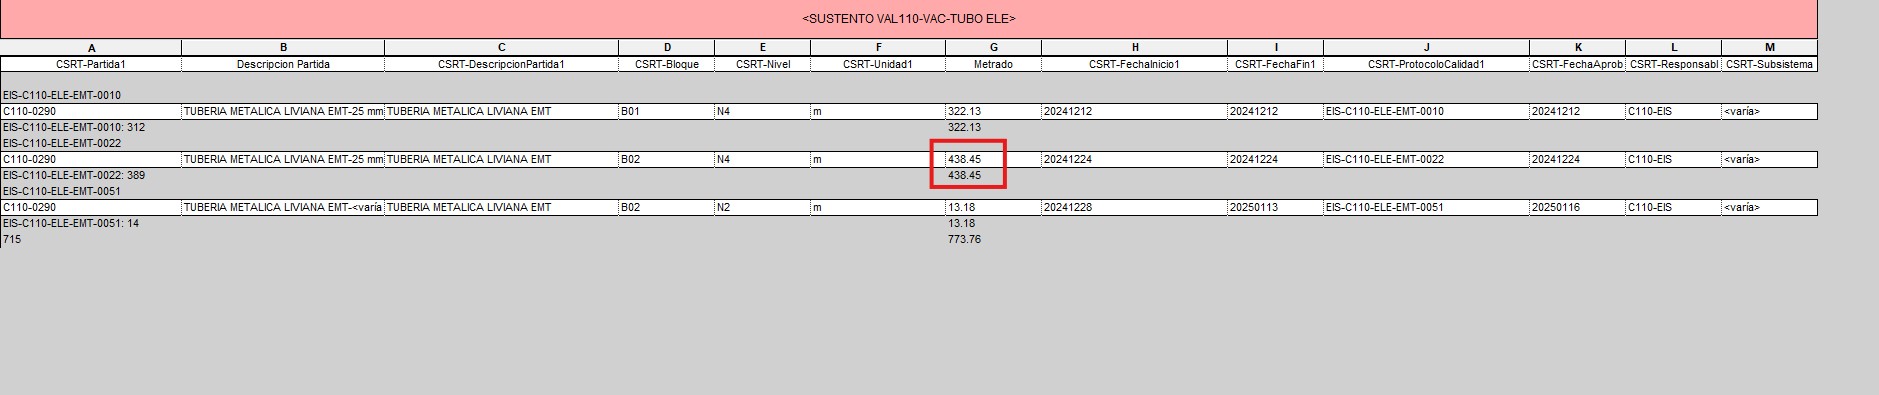 <SUSTENTO VAL110-VAC-TUBO ELE>
A B C D E F G H I J K L M
CSRT-Partida1 Descripcion Partida CSRT-DescripcionPartida1 CSRT-Bloque CSRT-Nivel CSRT-Unidad1 Metrado CSRT-FechaInicio1 CSRT-FechaFin1 CSRT-ProtocoloCalidad1 CSRT-FechaAprob CSRT-Responsabl CSRT-Subsistema
EIS-C110-ELE-EMT-0010
C110-0290 TUBERIA METALICA LIVIANA EMT-25 mm TUBERIA METALICA LIVIANA EMT B01 N4 m 322.13 20241212 20241212 EIS-C110-ELE-EMT-0010 20241212 C110-EIS <varía>
EIS-C110-ELE-EMT-0010: 312 322.13
EIS-C110-ELE-EMT-0022
C110-0290 TUBERIA METALICA LIVIANA EMT-25 mm TUBERIA METALICA LIVIANA EMT B02 N4 m 438.45 20241224 20241224 EIS-C110-ELE-EMT-0022 20241224 C110-EIS <varía>
EIS-C110-ELE-EMT-0022: 389 438.45
EIS-C110-ELE-EMT-0051
C110-0290 TUBERIA METALICA LIVIANA EMT-<varía TUBERIA METALICA LIVIANA EMT B02 N2 m 13.18 20241228 20250113 EIS-C110-ELE-EMT-0051 20250116 C110-EIS <varía>
EIS-C110-ELE-EMT-0051: 14 13.18
715 773.76